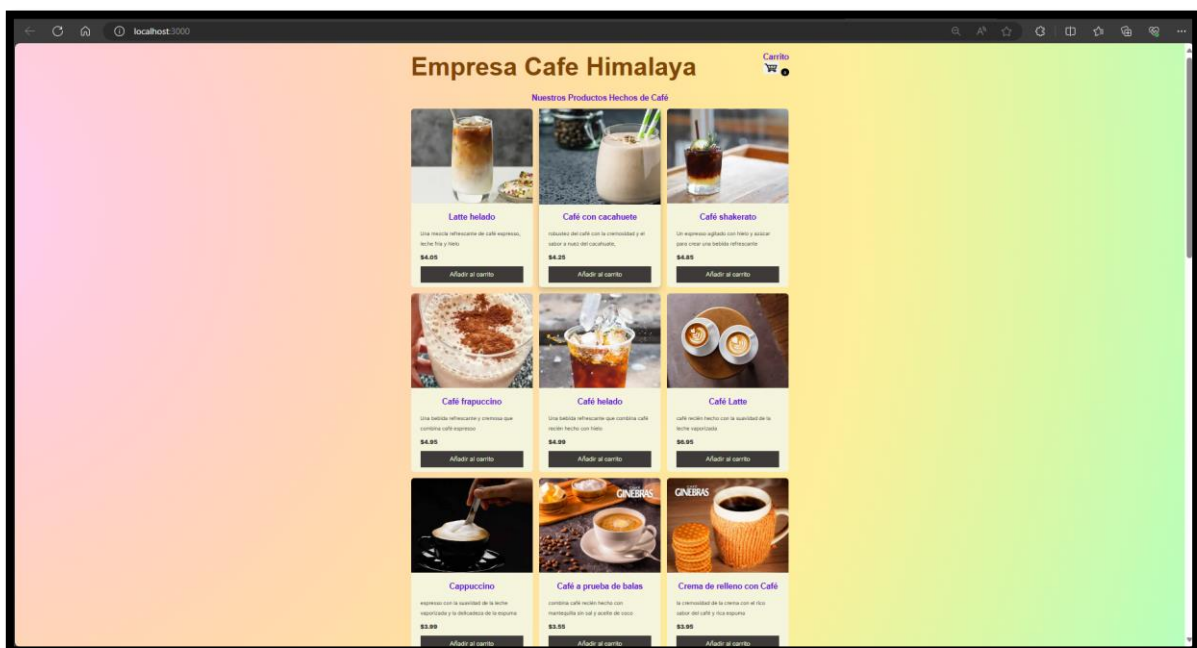 localhost:3000
Empresa Cafe Himalaya
Carrito
Nuestros Productos Hechos de Café
Latte helado
Una mezcla refrescante de café espresso,
leche fría y hielo
$4.05
Añadir al carrito
Café con cacahuete
robustez del café con la cremosidad y el
sabor a nuez del cacahuate,
$4.25
Añadir al carrito
Café shakerato
Un espresso agitado con hielo y azúcar
para crear una bebida refrescante
$4.85
Añadir al carrito
Café frapuccino
Una bebida refrescante y cremosa que
combina café espresso
$4.95
Añadir al carrito
Café helado
Una bebida refrescante que combina café
recién hecho con hielo
$4.99
Añadir al carrito
Café Latte
café recién hecho con la suavidad de la
leche vaporizada
$6.95
Añadir al carrito
GINEBRAS
GINEBRAS
Cappuccino
espresso con la suavidad de la leche
vaporizada y la delicadeza de la espuma
$3.99
Añadir al carrito
Café a prueba de balas
combina café recién hecho con
mantequilla sin sal y aceite de coco
$3.55
Añadir al carrito
Crema de relleno con Café
la cremosidad de la crema con el rico
sabor del café y rica espuma
$3.95
Añadir al carrito